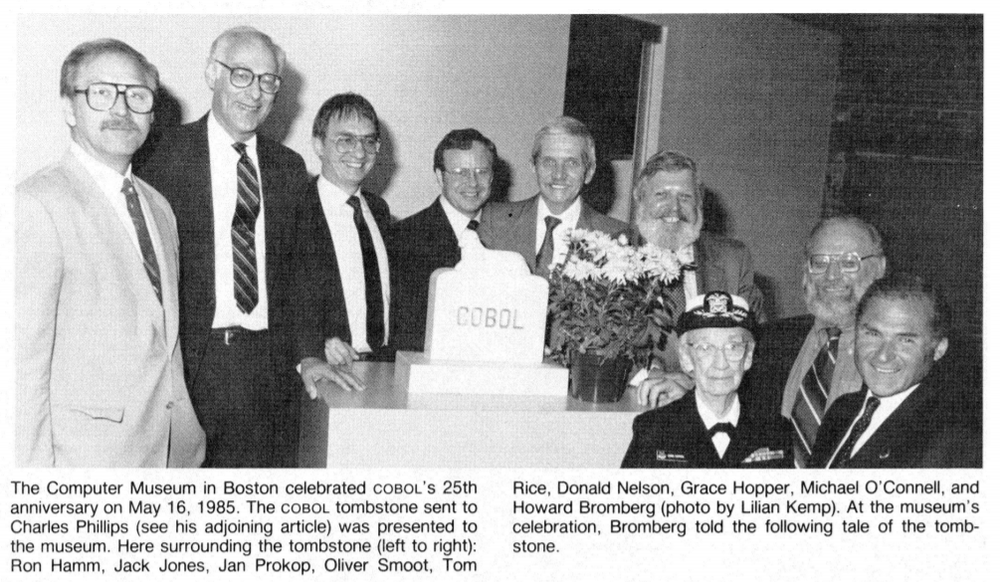 COBOL
The Computer Museum in Boston celebrated COBOL's 25th
anniversary on May 16, 1985. The COBOL tombstone sent to
Charles Phillips (see his adjoining article) was presented to
the museum. Here surrounding the tombstone (left to right):
Ron Hamm, Jack Jones, Jan Prokop, Oliver Smoot, Tom
Rice, Donald Nelson, Grace Hopper, Michael O'Connell, and
Howard Bromberg (photo by Lilian Kemp). At the museum's
celebration, Bromberg told the following tale of the tomb-
stone.